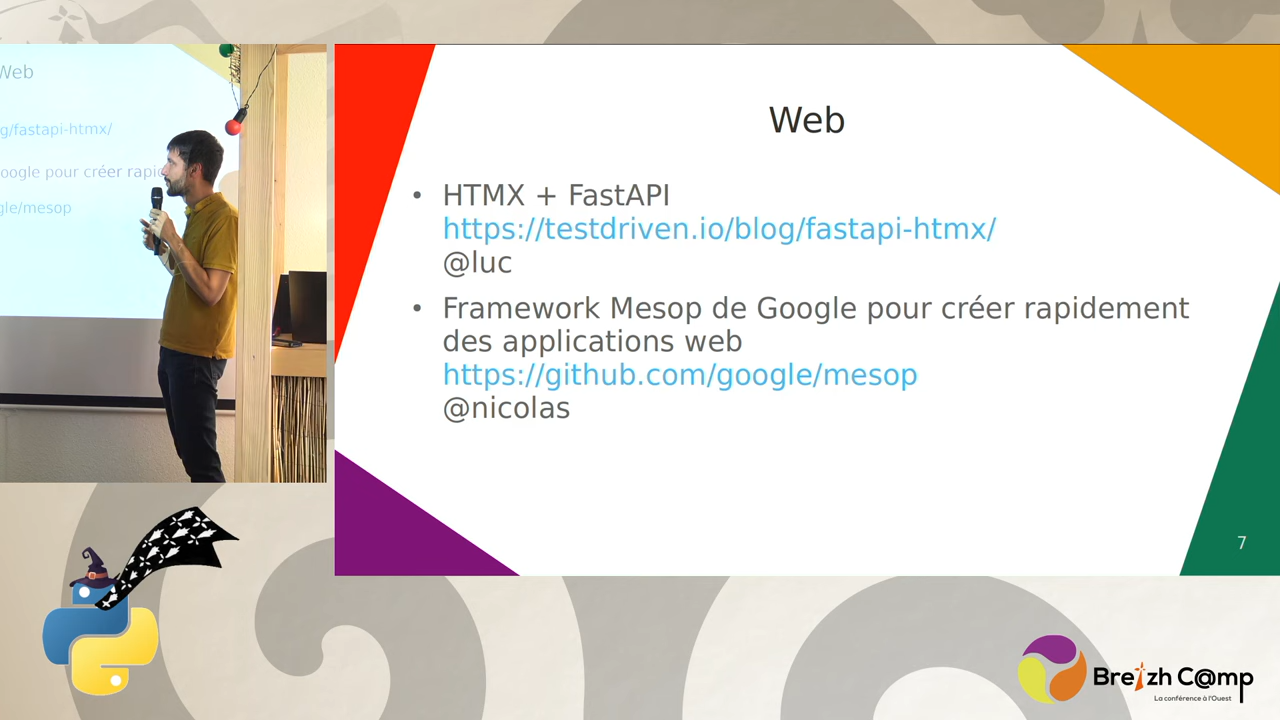 Web
g/fastapi-htmx/
oogle pour créer rapid
gle/mesop
Web
• HTMX + FastAPI
https://testdriven.io/blog/fastapi-htmx/
@luc
• Framework Mesop de Google pour créer rapidement
des applications web
https://github.com/google/mesop
@nicolas
7
Breizh C@mp
La conférence à l'Ouest